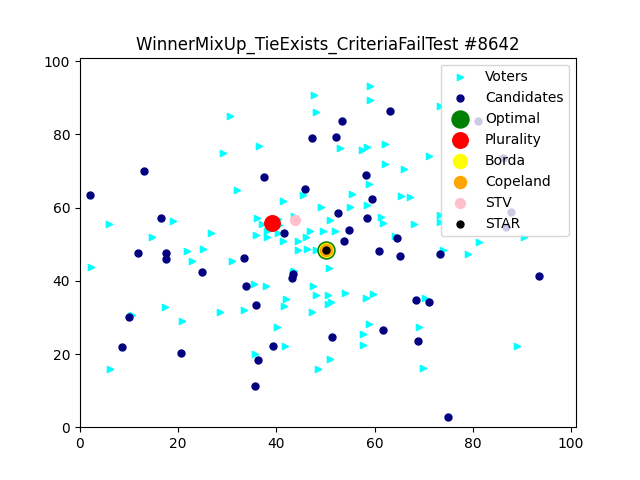 WinnerMixUp_TieExists_CriteriaFailTest #8642
100
80
60
40
20
0
0 20 40 60 80 100
Voters
Candidates
Optimal
Plurality
Borda
Copeland
STV
STAR